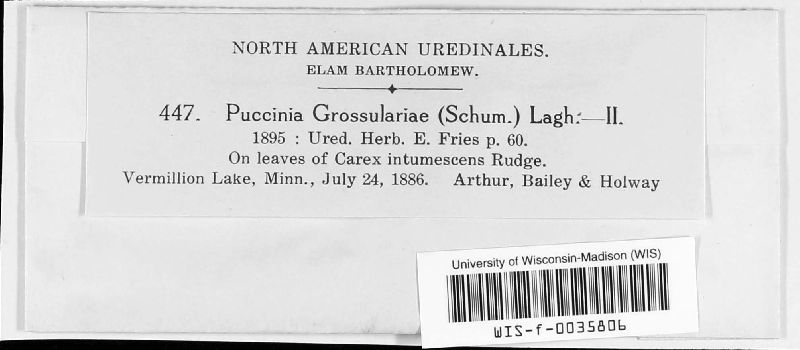 NORTH AMERICAN UREDINALES.
ELAM BARTHOLOMEW.
447. Puccinia Grossulariae (Schum.) Lagh.—II.
1895 : Ured. Herb. E. Fries p. 60.
On leaves of Carex intumescens Rudge.
Vermillion Lake, Minn., July 24, 1886. Arthur, Bailey & Holway
University of Wisconsin-Madison (WIS)
WIS-f-0035806